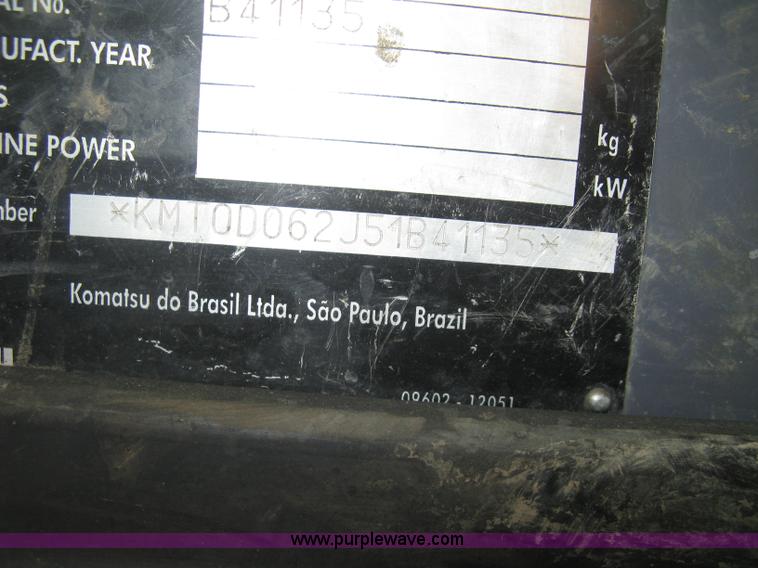 AL No. B41135
UFACT. YEAR
S kg
INE POWER kW
mber *KMT0D062J51B41135*
Komatsu do Brasil Ltda., São Paulo, Brazil
09602 - 12051
www.purplewave.com